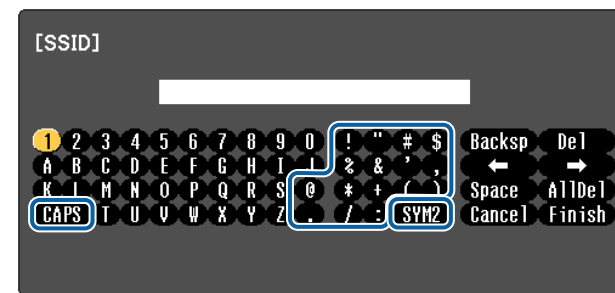 [SSID]
1 2 3 4 5 6 7 8 9 0 ! " # $ Backsp Del
A B C D E F G H I J % & ' , ← →
K L M N O P Q R S @ * + ( ) Space AllDel
CAPS T U V W X Y Z . / : SYM2 Cancel Finish